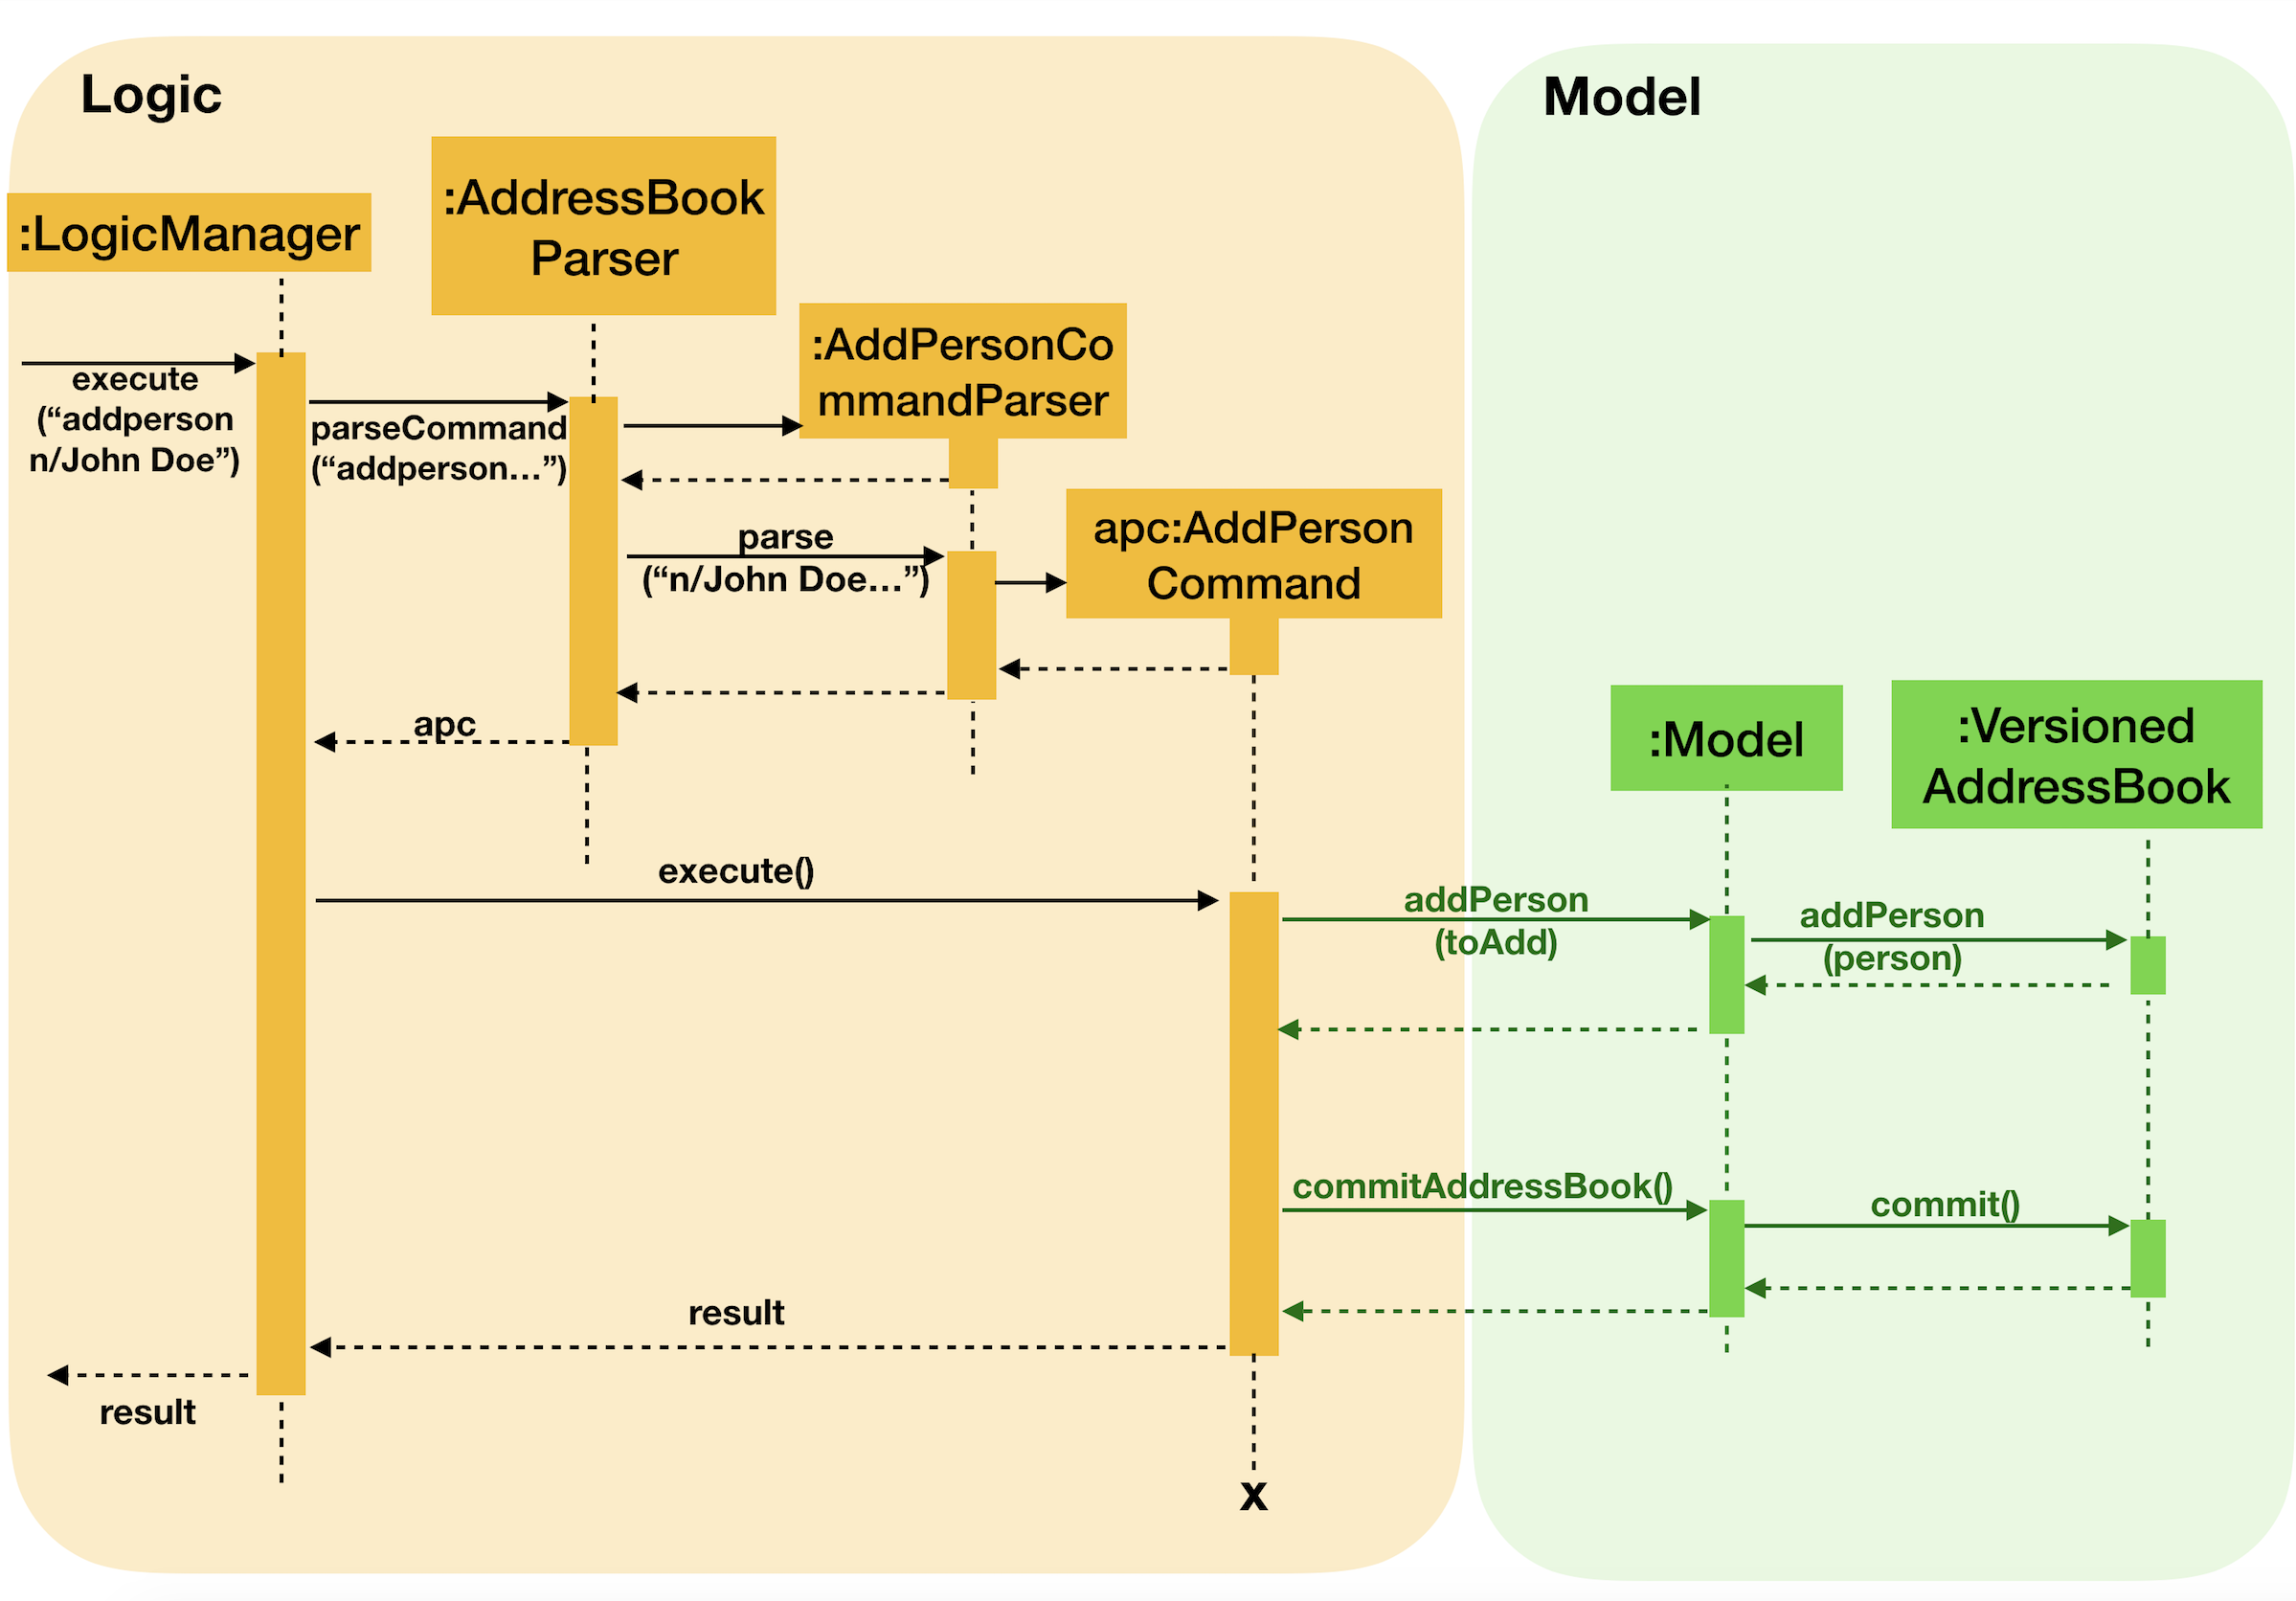 Logic
Model
:LogicManager
:AddressBook
Parser
:AddPersonCo
mmandParser
execute
(“addperson
n/John Doe”)
parseCommand
(“addperson…”)
apc:AddPerson
Command
parse
(“n/John Doe…”)
apc
:Model
:Versioned
AddressBook
execute()
addPerson
(toAdd)
addPerson
(person)
commitAddressBook()
commit()
result
result
x